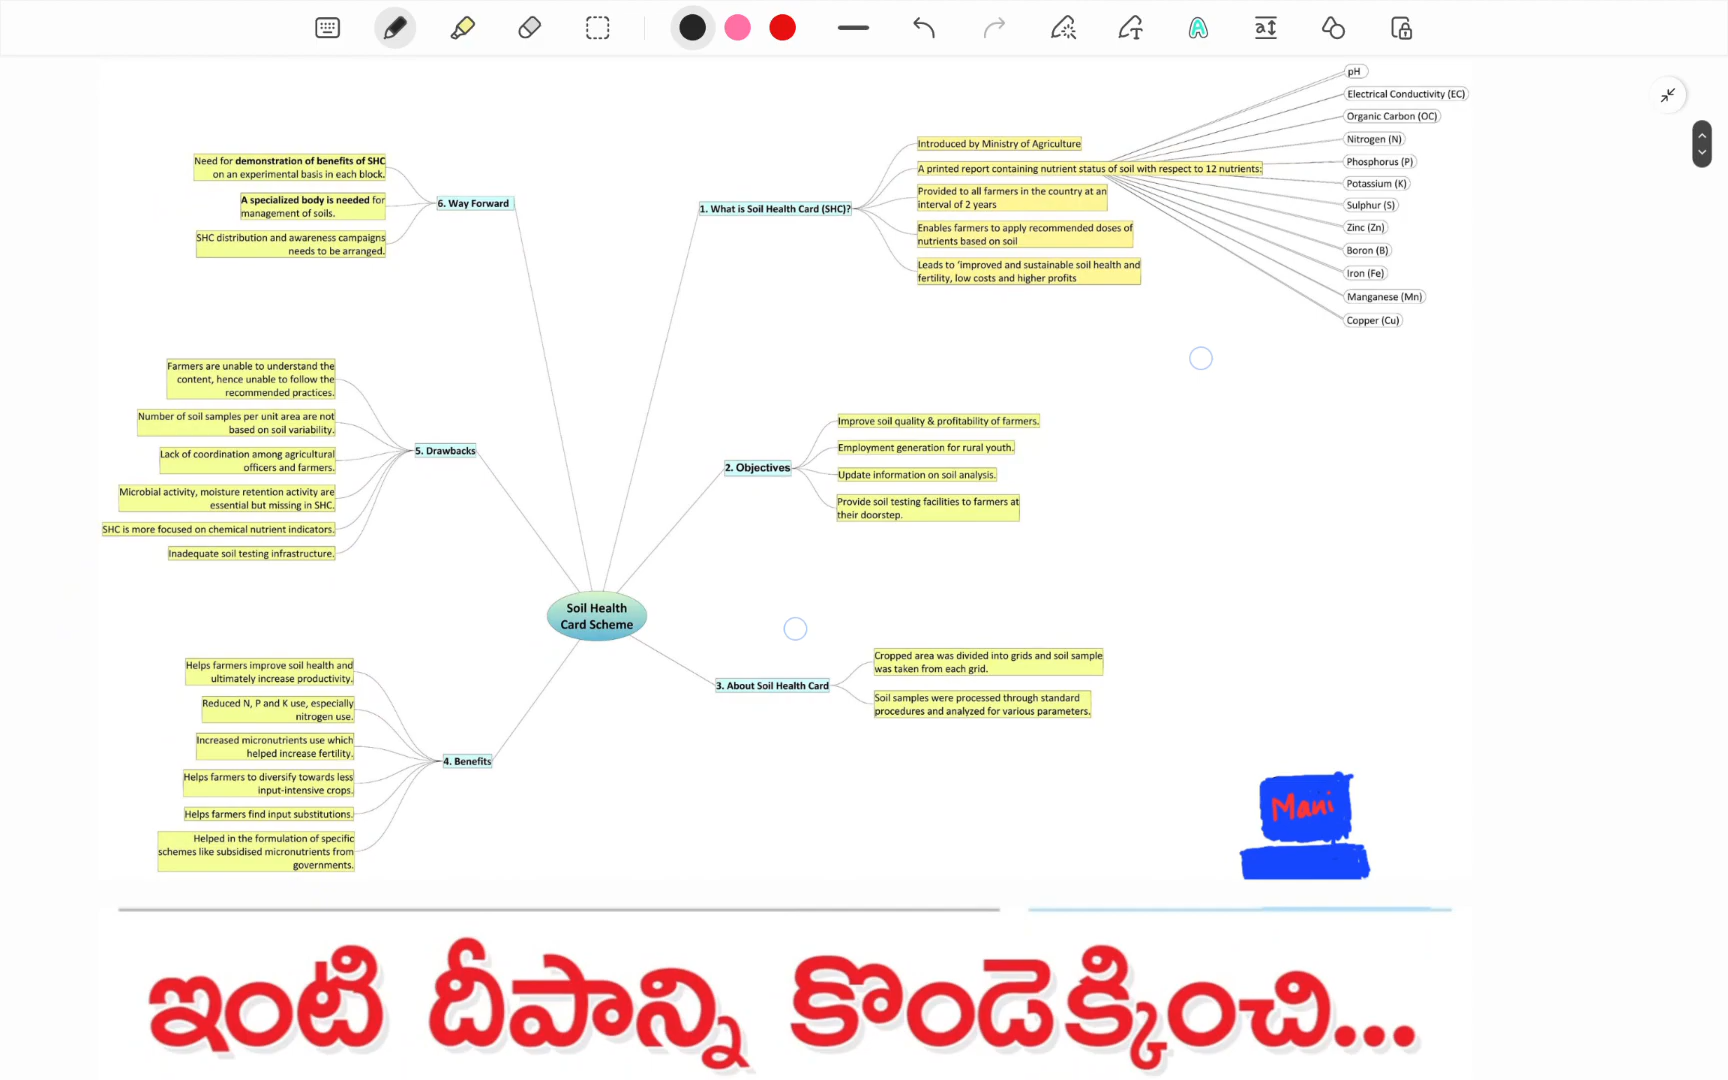 pH
Electrical Conductivity (EC)
Organic Carbon (OC)
Nitrogen (N)
Phosphorus (P)
Potassium (K)
Sulphur (S)
Zinc (Zn)
Boron (B)
Iron (Fe)
Manganese (Mn)
Copper (Cu)
1. What is Soil Health Card (SHC)?
Introduced by Ministry of Agriculture
A printed report containing nutrient status of soil with respect to 12 nutrients:
Provided to all farmers in the country at an
interval of 2 years
Enables farmers to apply recommended doses of
nutrients based on soil
Leads to ‘improved and sustainable soil health and
fertility, low costs and higher profits
2. Objectives
Improve soil quality & profitability of farmers.
Employment generation for rural youth.
Update information on soil analysis.
Provide soil testing facilities to farmers at
their doorstep.
Soil Health
Card Scheme
3. About Soil Health Card
Cropped area was divided into grids and soil sample
was taken from each grid.
Soil samples were processed through standard
procedures and analyzed for various parameters.
4. Benefits
Helps farmers improve soil health and
ultimately increase productivity.
Reduced N, P and K use, especially
nitrogen use.
Increased micronutrients use which
helped increase fertility.
Helps farmers to diversify towards less
input-intensive crops.
Helps farmers find input substitutions.
Helped in the formulation of specific
schemes like subsidised micronutrients from
governments.
5. Drawbacks
Farmers are unable to understand the
content, hence unable to follow the
recommended practices.
Number of soil samples per unit area are not
based on soil variability.
Lack of coordination among agricultural
officers and farmers.
Microbial activity, moisture retention activity are
essential but missing in SHC.
SHC is more focused on chemical nutrient indicators.
Inadequate soil testing infrastructure.
6. Way Forward
Need for demonstration of benefits of SHC
on an experimental basis in each block.
A specialized body is needed for
management of soils.
SHC distribution and awareness campaigns
needs to be arranged.
Mani
ఇంటి దీపాన్ని కొండెక్కించి...